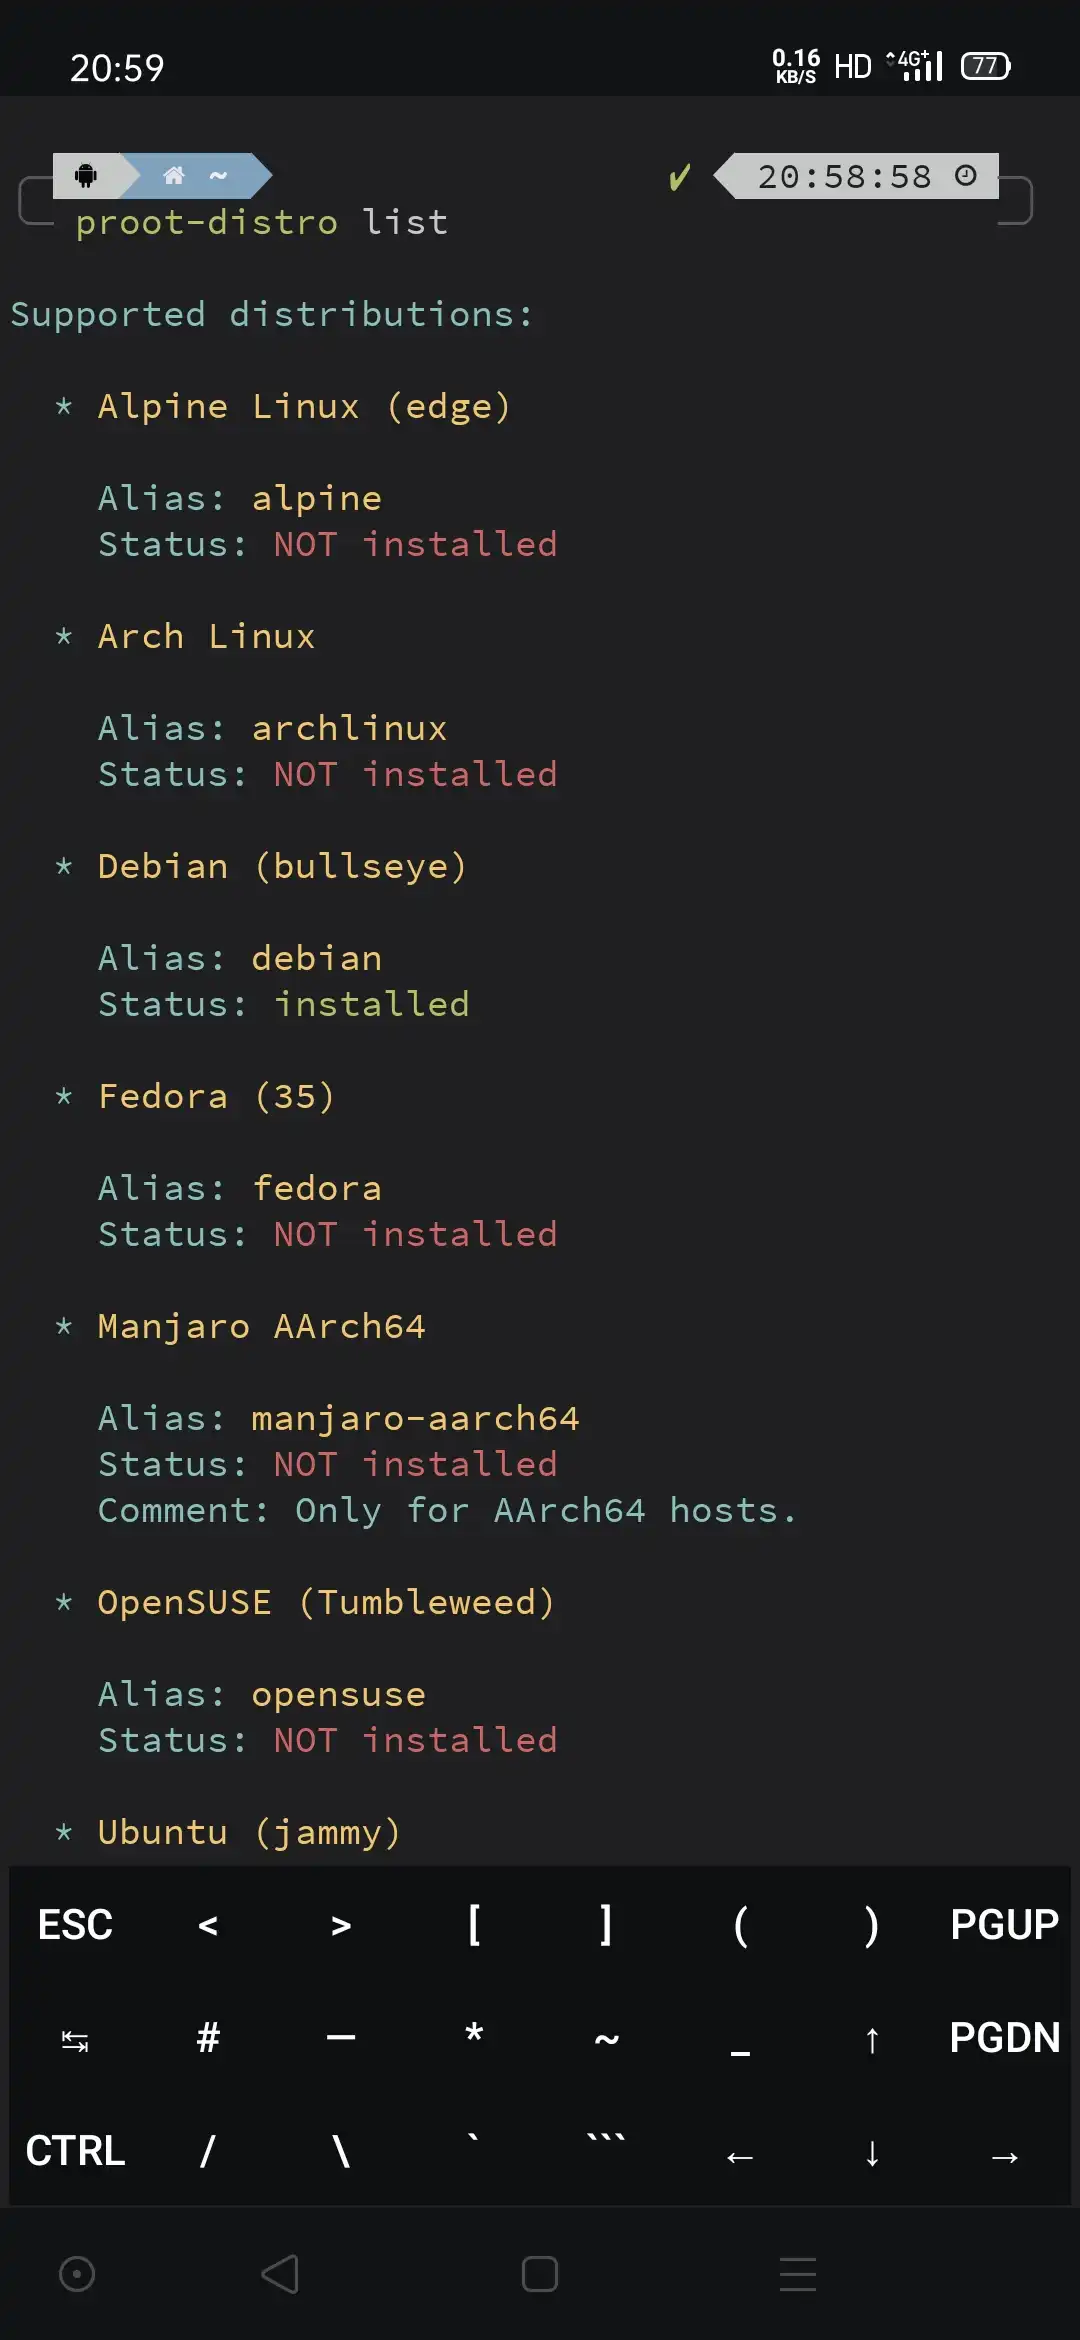 20:59
0.16 KB/S HD 4G+ 77
~ ✓ 20:58:58
proot-distro list
Supported distributions:
* Alpine Linux (edge)
Alias: alpine
Status: NOT installed
* Arch Linux
Alias: archlinux
Status: NOT installed
* Debian (bullseye)
Alias: debian
Status: installed
* Fedora (35)
Alias: fedora
Status: NOT installed
* Manjaro AArch64
Alias: manjaro-aarch64
Status: NOT installed
Comment: Only for AArch64 hosts.
* OpenSUSE (Tumbleweed)
Alias: opensuse
Status: NOT installed
* Ubuntu (jammy)
ESC < > [ ] ( ) PGUP
↹ # — * ~ _ ↑ PGDN
CTRL / \ ` ``` ← ↓ →